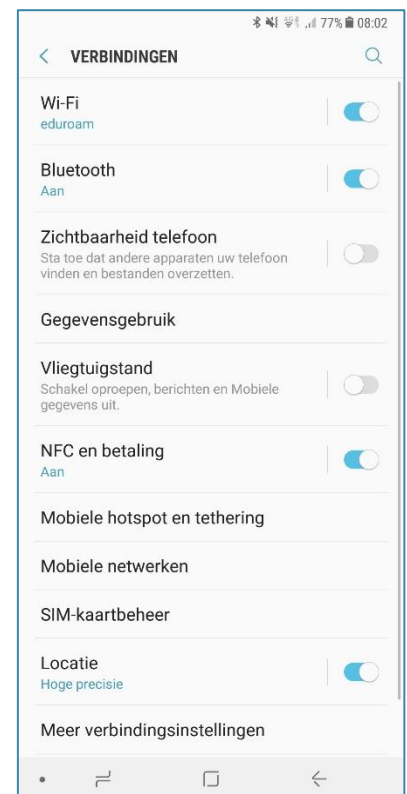 77% 08:02
VERBINDINGEN
Wi-Fi
eduroam
Bluetooth
Aan
Zichtbaarheid telefoon
Sta toe dat andere apparaten uw telefoon
vinden en bestanden overzetten.
Gegevensgebruik
Vliegtuigstand
Schakel oproepen, berichten en Mobiele
gegevens uit.
NFC en betaling
Aan
Mobiele hotspot en tethering
Mobiele netwerken
SIM-kaartbeheer
Locatie
Hoge precisie
Meer verbindingsinstellingen